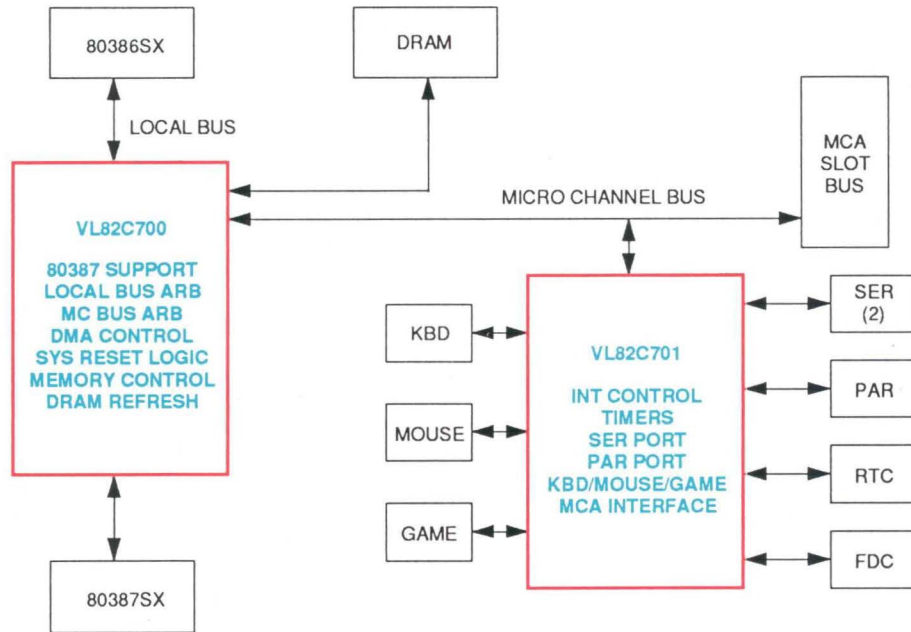 80386SX
DRAM
LOCAL BUS
MCA
SLOT
BUS
MICRO CHANNEL BUS
VL82C700
80387 SUPPORT
LOCAL BUS ARB
MC BUS ARB
DMA CONTROL
SYS RESET LOGIC
MEMORY CONTROL
DRAM REFRESH
KBD
MOUSE
GAME
VL82C701
INT CONTROL
TIMERS
SER PORT
PAR PORT
KBD/MOUSE/GAME
MCA INTERFACE
SER
(2)
PAR
RTC
FDC
80387SX